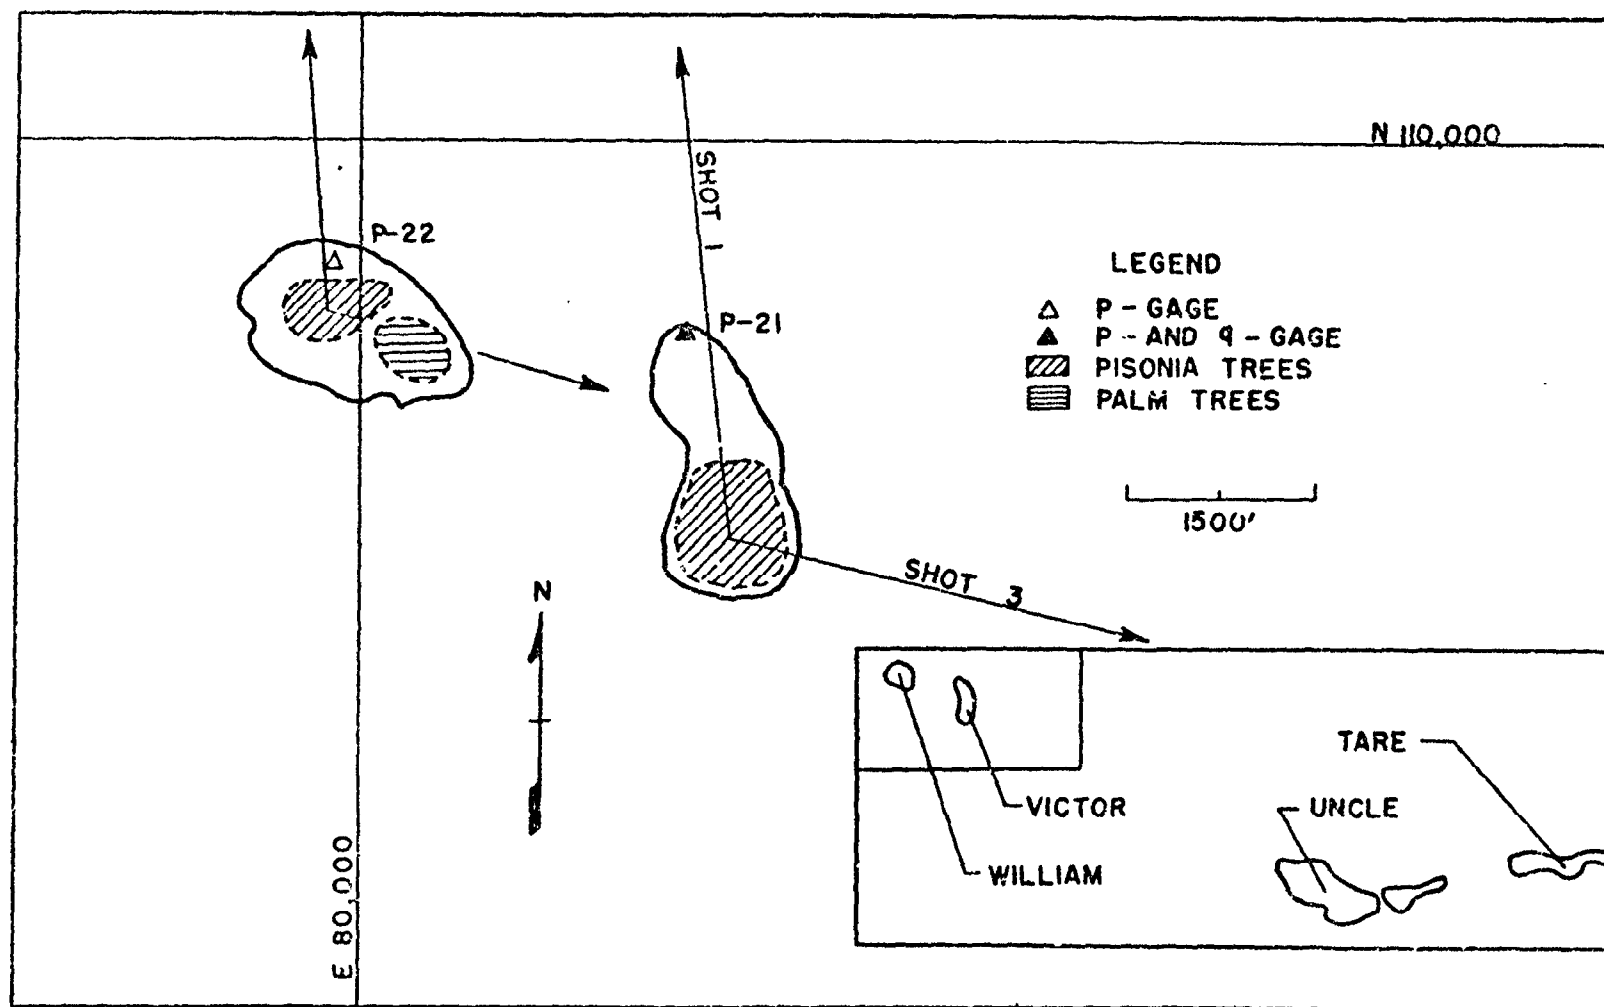 N 110,000
SHOT 1
P-22
P-21
LEGEND
P - GAGE
P - AND q - GAGE
PISONIA TREES
PALM TREES
1500'
SHOT 3
N
E 80,000
TARE
VICTOR
UNCLE
WILLIAM